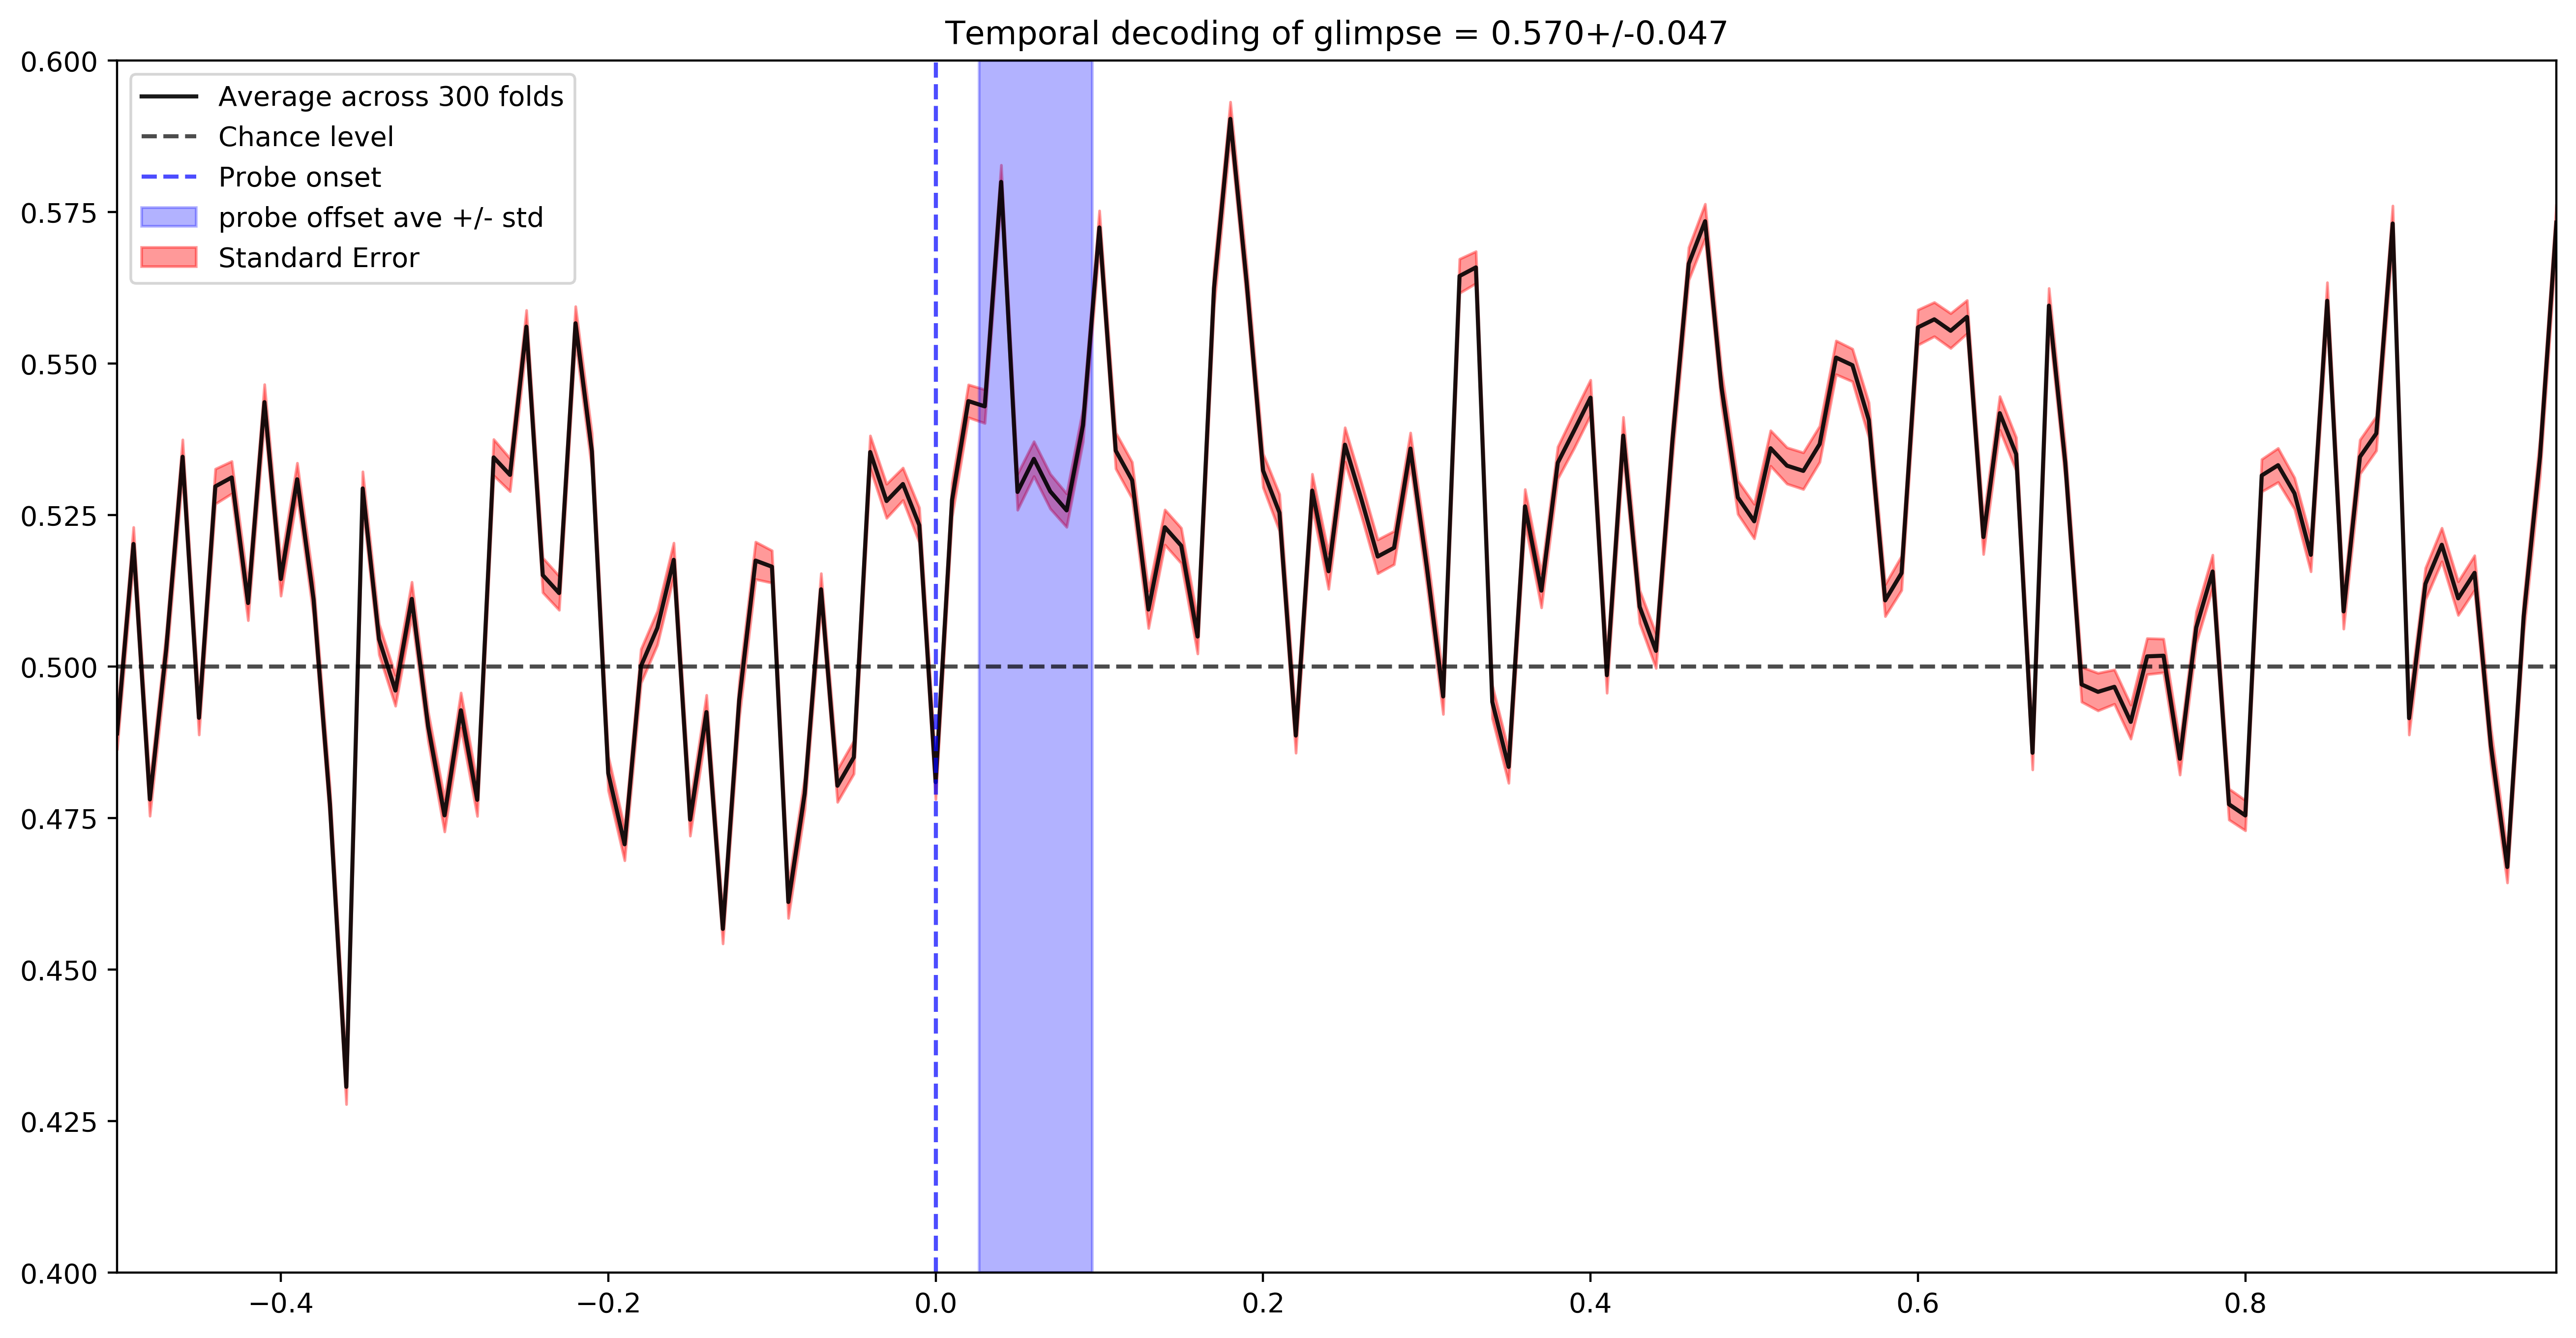 Temporal decoding of glimpse = 0.570+/-0.047
0.600
0.575
0.550
0.525
0.500
0.475
0.450
0.425
0.400
Average across 300 folds
Chance level
Probe onset
probe offset ave +/- std
Standard Error
−0.4 −0.2 0.0 0.2 0.4 0.6 0.8